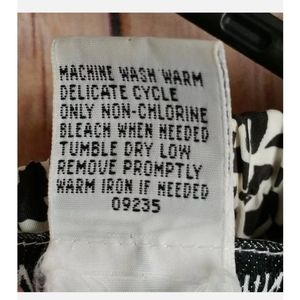 MACHINE WASH WARM
DELICATE CYCLE
ONLY NON-CHLORINE
BLEACH WHEN NEEDED
TUMBLE DRY LOW
REMOVE PROMPTLY
WARM IRON IF NEEDED
09235